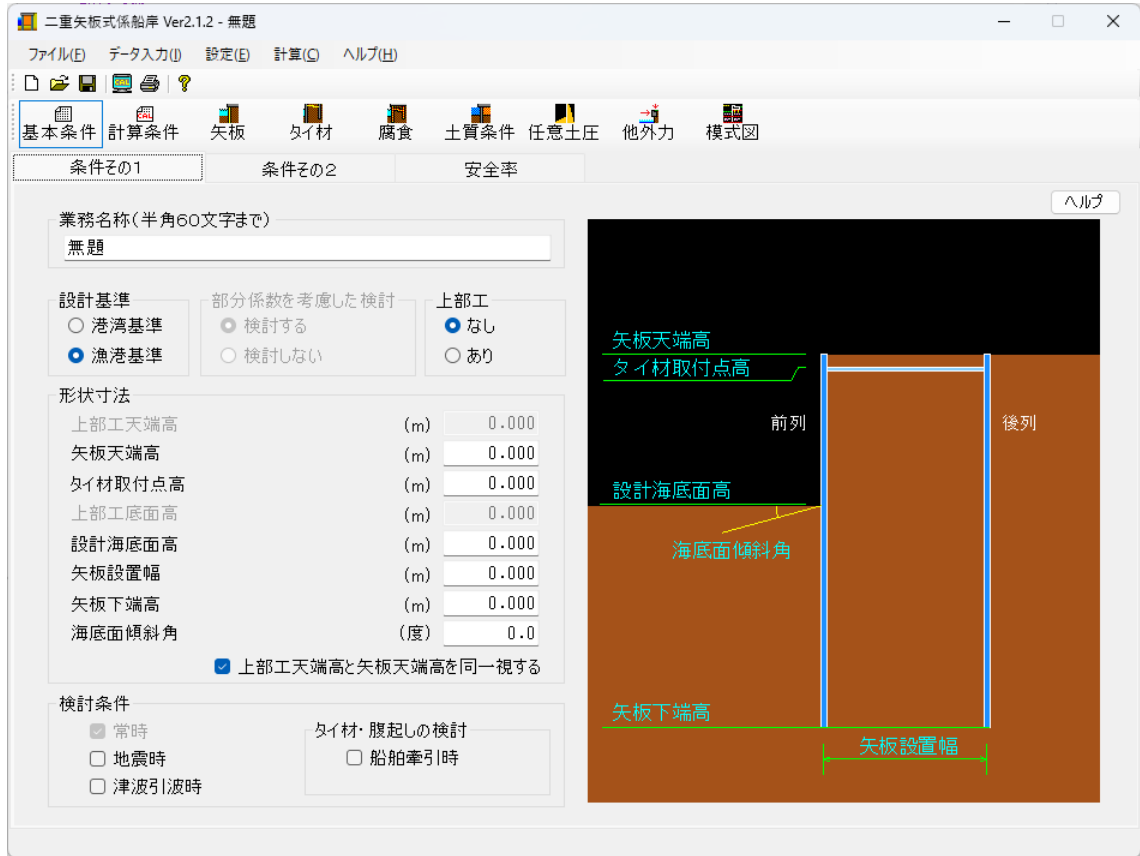 二重矢板式係船岸 Ver2.1.2 - 無題
ファイル(F) データ入力(I) 設定(E) 計算(C) ヘルプ(H)
CAL
CAL
基本条件 計算条件 矢板 タイ材 腐食 土質条件 任意土圧 他外力 模式図
条件その1 条件その2 安全率
ヘルプ
業務名称(半角60文字まで)
無題
設計基準
港湾基準
漁港基準
部分係数を考慮した検討
検討する
検討しない
上部工
なし
あり
形状寸法
上部工天端高 (m) 0.000
矢板天端高 (m) 0.000
タイ材取付点高 (m) 0.000
上部工底面高 (m) 0.000
設計海底面高 (m) 0.000
矢板設置幅 (m) 0.000
矢板下端高 (m) 0.000
海底面傾斜角 (度) 0.0
上部工天端高と矢板天端高を同一視する
検討条件
常時
地震時
津波引波時
タイ材・腹起しの検討
船舶牽引時
矢板天端高
タイ材取付点高
前列 後列
設計海底面高
海底面傾斜角
矢板下端高
矢板設置幅